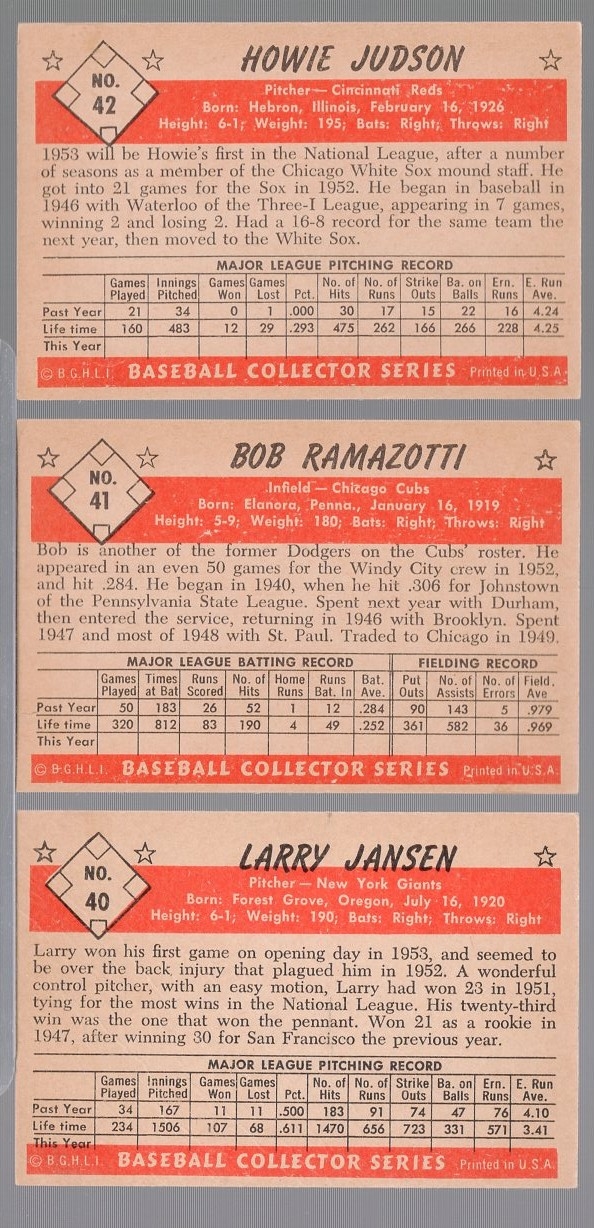 HOWIE JUDSON
NO. 42
Pitcher — Cincinnati Reds
Born: Hebron, Illinois, February 16, 1926
Height: 6-1; Weight: 195; Bats: Right; Throws: Right
1953 will be Howie's first in the National League, after a number
of seasons as a member of the Chicago White Sox mound staff. He
got into 21 games for the Sox in 1952. He began in baseball in
1946 with Waterloo of the Three-I League, appearing in 7 games,
winning 2 and losing 2. Had a 16-8 record for the same team the
next year, then moved to the White Sox.
MAJOR LEAGUE PITCHING RECORD
Games Played Innings Pitched Games Won Games Lost Pct. No. of Hits No. of Runs Strike Outs Ba. on Balls Ern. Runs E. Run Ave.
Past Year 21 34 0 1 .000 30 17 15 22 16 4.24
Life time 160 483 12 29 .293 475 262 166 266 228 4.25
This Year
© B.G.H.L.I. BASEBALL COLLECTOR SERIES Printed in U.S.A.
BOB RAMAZOTTI
NO. 41
Infield — Chicago Cubs
Born: Elanora, Penna., January 16, 1919
Height: 5-9; Weight: 180; Bats: Right; Throws: Right
Bob is another of the former Dodgers on the Cubs' roster. He
appeared in an even 50 games for the Windy City crew in 1952,
and hit .284. He began in 1940, when he hit .306 for Johnstown
of the Pennsylvania State League. Spent next year with Durham,
then entered the service, returning in 1946 with Brooklyn. Spent
1947 and most of 1948 with St. Paul. Traded to Chicago in 1949.
MAJOR LEAGUE BATTING RECORD FIELDING RECORD
Games Played Times at Bat Runs Scored No. of Hits Home Runs Runs Bat. In Bat. Ave. Put Outs No. of Assists No. of Errors Field. Ave
Past Year 50 183 26 52 1 12 .284 90 143 5 .979
Life time 320 812 83 190 4 49 .252 361 582 36 .969
This Year
© B.G.H.L.I. BASEBALL COLLECTOR SERIES Printed in U.S.A.
LARRY JANSEN
NO. 40
Pitcher — New York Giants
Born: Forest Grove, Oregon, July 16, 1920
Height: 6-1; Weight: 190; Bats: Right; Throws: Right
Larry won his first game on opening day in 1953, and seemed to
be over the back injury that plagued him in 1952. A wonderful
control pitcher, with an easy motion, Larry had won 23 in 1951,
tying for the most wins in the National League. His twenty-third
win was the one that won the pennant. Won 21 as a rookie in
1947, after winning 30 for San Francisco the previous year.
MAJOR LEAGUE PITCHING RECORD
Games Played Innings Pitched Games Won Games Lost Pct. No. of Hits No. of Runs Strike Outs Ba. on Balls Ern. Runs E. Run Ave.
Past Year 34 167 11 11 .500 183 91 74 47 76 4.10
Life time 234 1506 107 68 .611 1470 656 723 331 571 3.41
This Year
© B.G.H.L.I. BASEBALL COLLECTOR SERIES Printed in U.S.A.